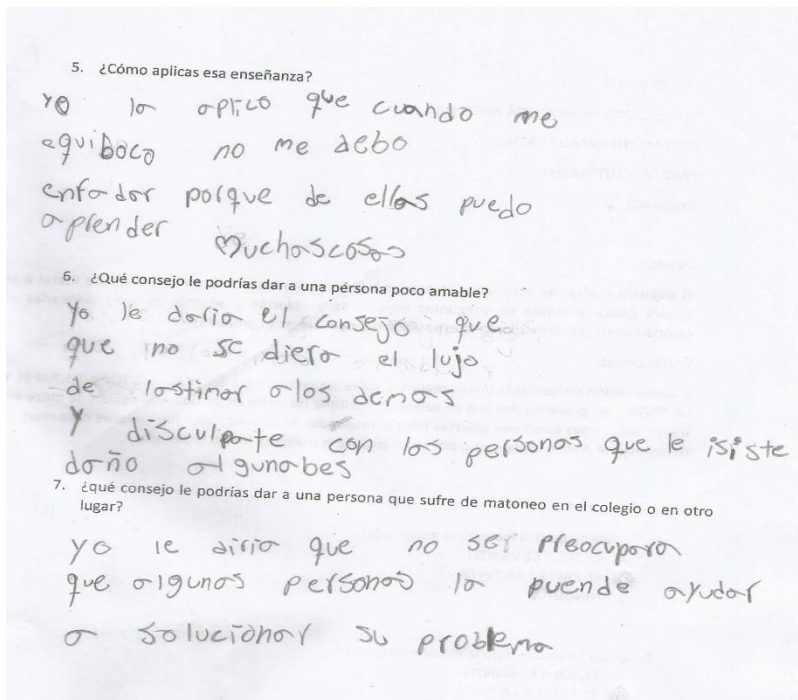 5. ¿Cómo aplicas esa enseñanza?
yo la aplico que cuando me
equiboco no me debo
enfadar porque de ellas puedo
aprender
muchascosas
6. ¿Qué consejo le podrías dar a una persona poco amable?
yo le daria el consejo que
que no se diera el lujo
de lastimar alos demas
Y disculpate con las personas que le isiste
daño algunabes
7. ¿qué consejo le podrías dar a una persona que sufre de matoneo en el colegio o en otro
lugar?
yo le diria que no sei preocupara
que algunas personas la puende ayudar
a solucionar su problema